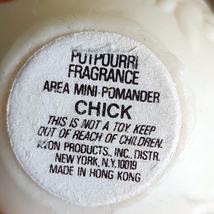 POTPOURRI
FRAGRANCE
AREA MINI-POMANDER
CHICK
THIS IS NOT A TOY. KEEP
OUT OF REACH OF CHILDREN.
AVON PRODUCTS, INC., DISTR.
NEW YORK, N.Y. 10019
MADE IN HONG KONG